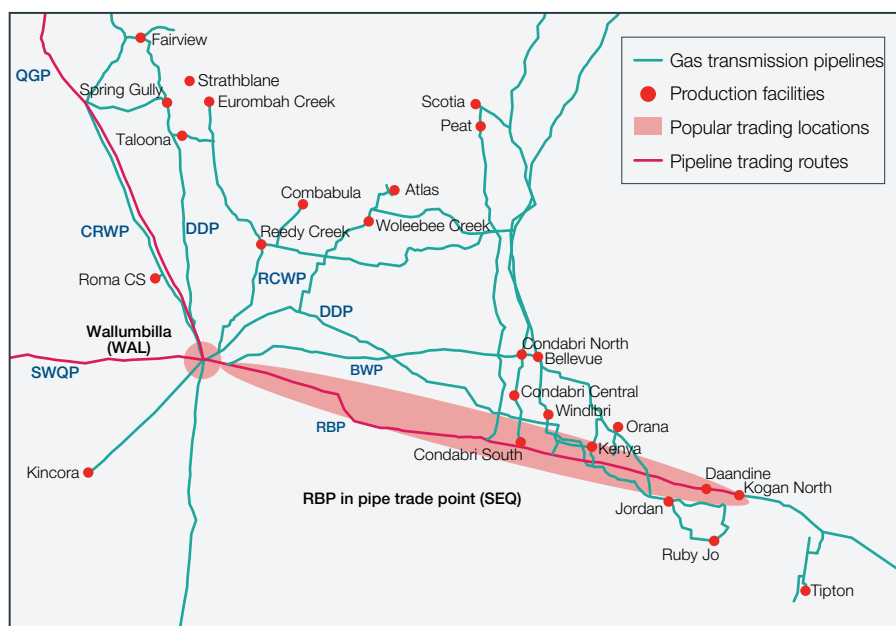 Fairview
QGP
Strathblane
Spring Gully
Eurombah Creek
Taloona
Scotia
Peat
Gas transmission pipelines
Production facilities
Popular trading locations
Pipeline trading routes
Combabula
Atlas
CRWP
DDP
Reedy Creek
Woleebee Creek
Roma CS
RCWP
DDP
Wallumbilla
(WAL)
Condabri North
Bellevue
SWQP
BWP
Condabri Central
Windibri
RBP
Orana
Condabri South
Kenya
Kincora
Daandine
Kogan North
RBP in pipe trade point (SEQ)
Jordan
Ruby Jo
Tipton